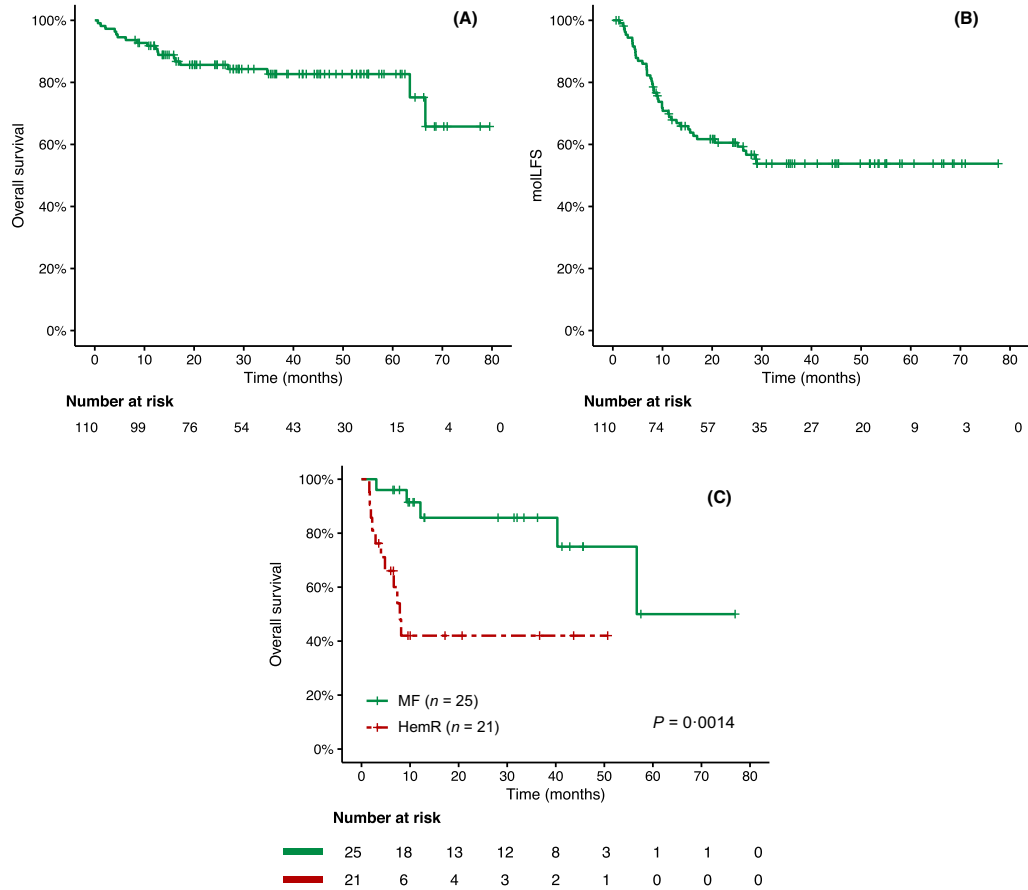 (A)
Overall survival
100%
80%
60%
40%
20%
0%
0 10 20 30 40 50 60 70 80
Time (months)
Number at risk
110 99 76 54 43 30 15 4 0
(B)
molLFS
100%
80%
60%
40%
20%
0%
0 10 20 30 40 50 60 70 80
Time (months)
Number at risk
110 74 57 35 27 20 9 3 0
(C)
Overall survival
100%
80%
60%
40%
20%
0%
MF (n = 25)
HemR (n = 21)
P = 0·0014
0 10 20 30 40 50 60 70 80
Time (months)
Number at risk
25 18 13 12 8 3 1 1 0
21 6 4 3 2 1 0 0 0